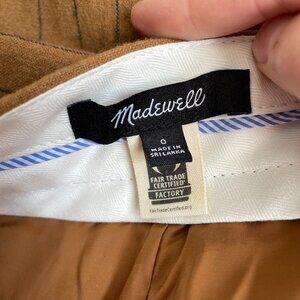 Madewell
0
MADE IN
SRI LANKA
FAIR TRADE
CERTIFIED
FACTORY
FairTradeCertified.org